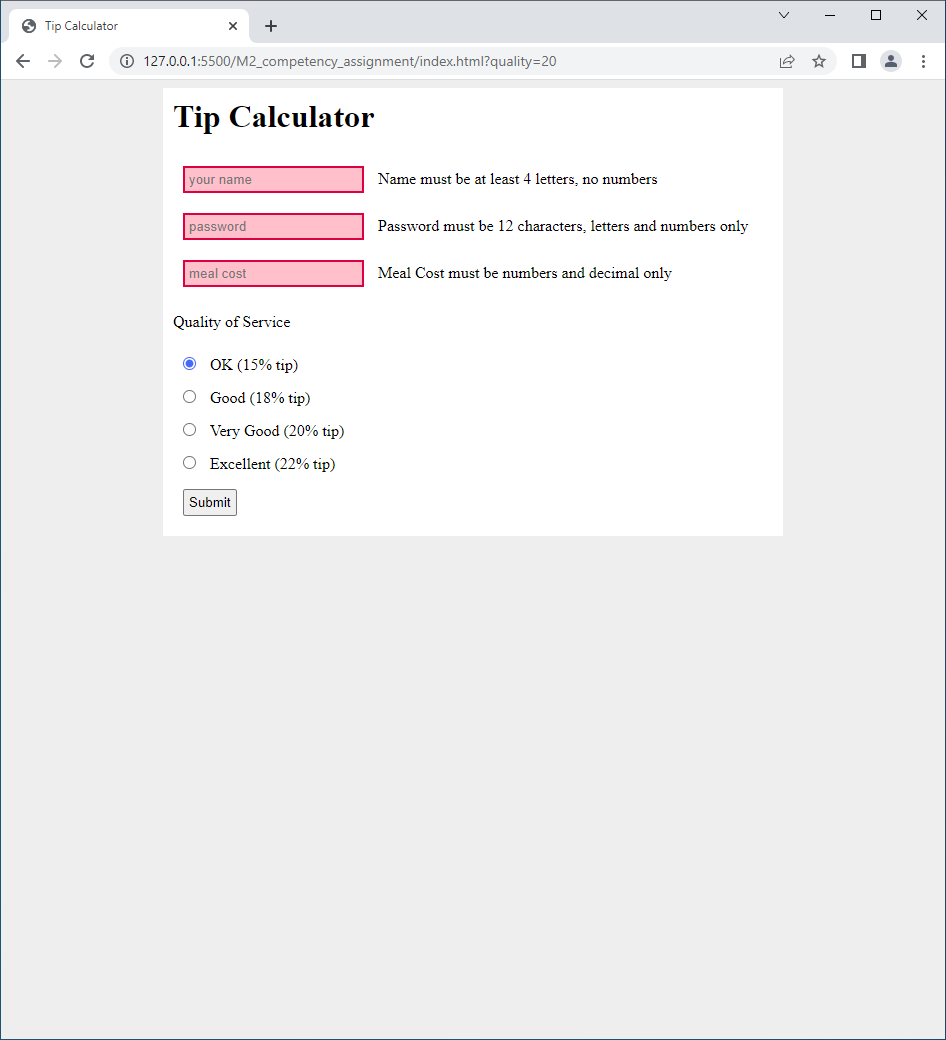 Tip Calculator
127.0.0.1:5500/M2_competency_assignment/index.html?quality=20
Tip Calculator
your name Name must be at least 4 letters, no numbers
password Password must be 12 characters, letters and numbers only
meal cost Meal Cost must be numbers and decimal only
Quality of Service
OK (15% tip)
Good (18% tip)
Very Good (20% tip)
Excellent (22% tip)
Submit